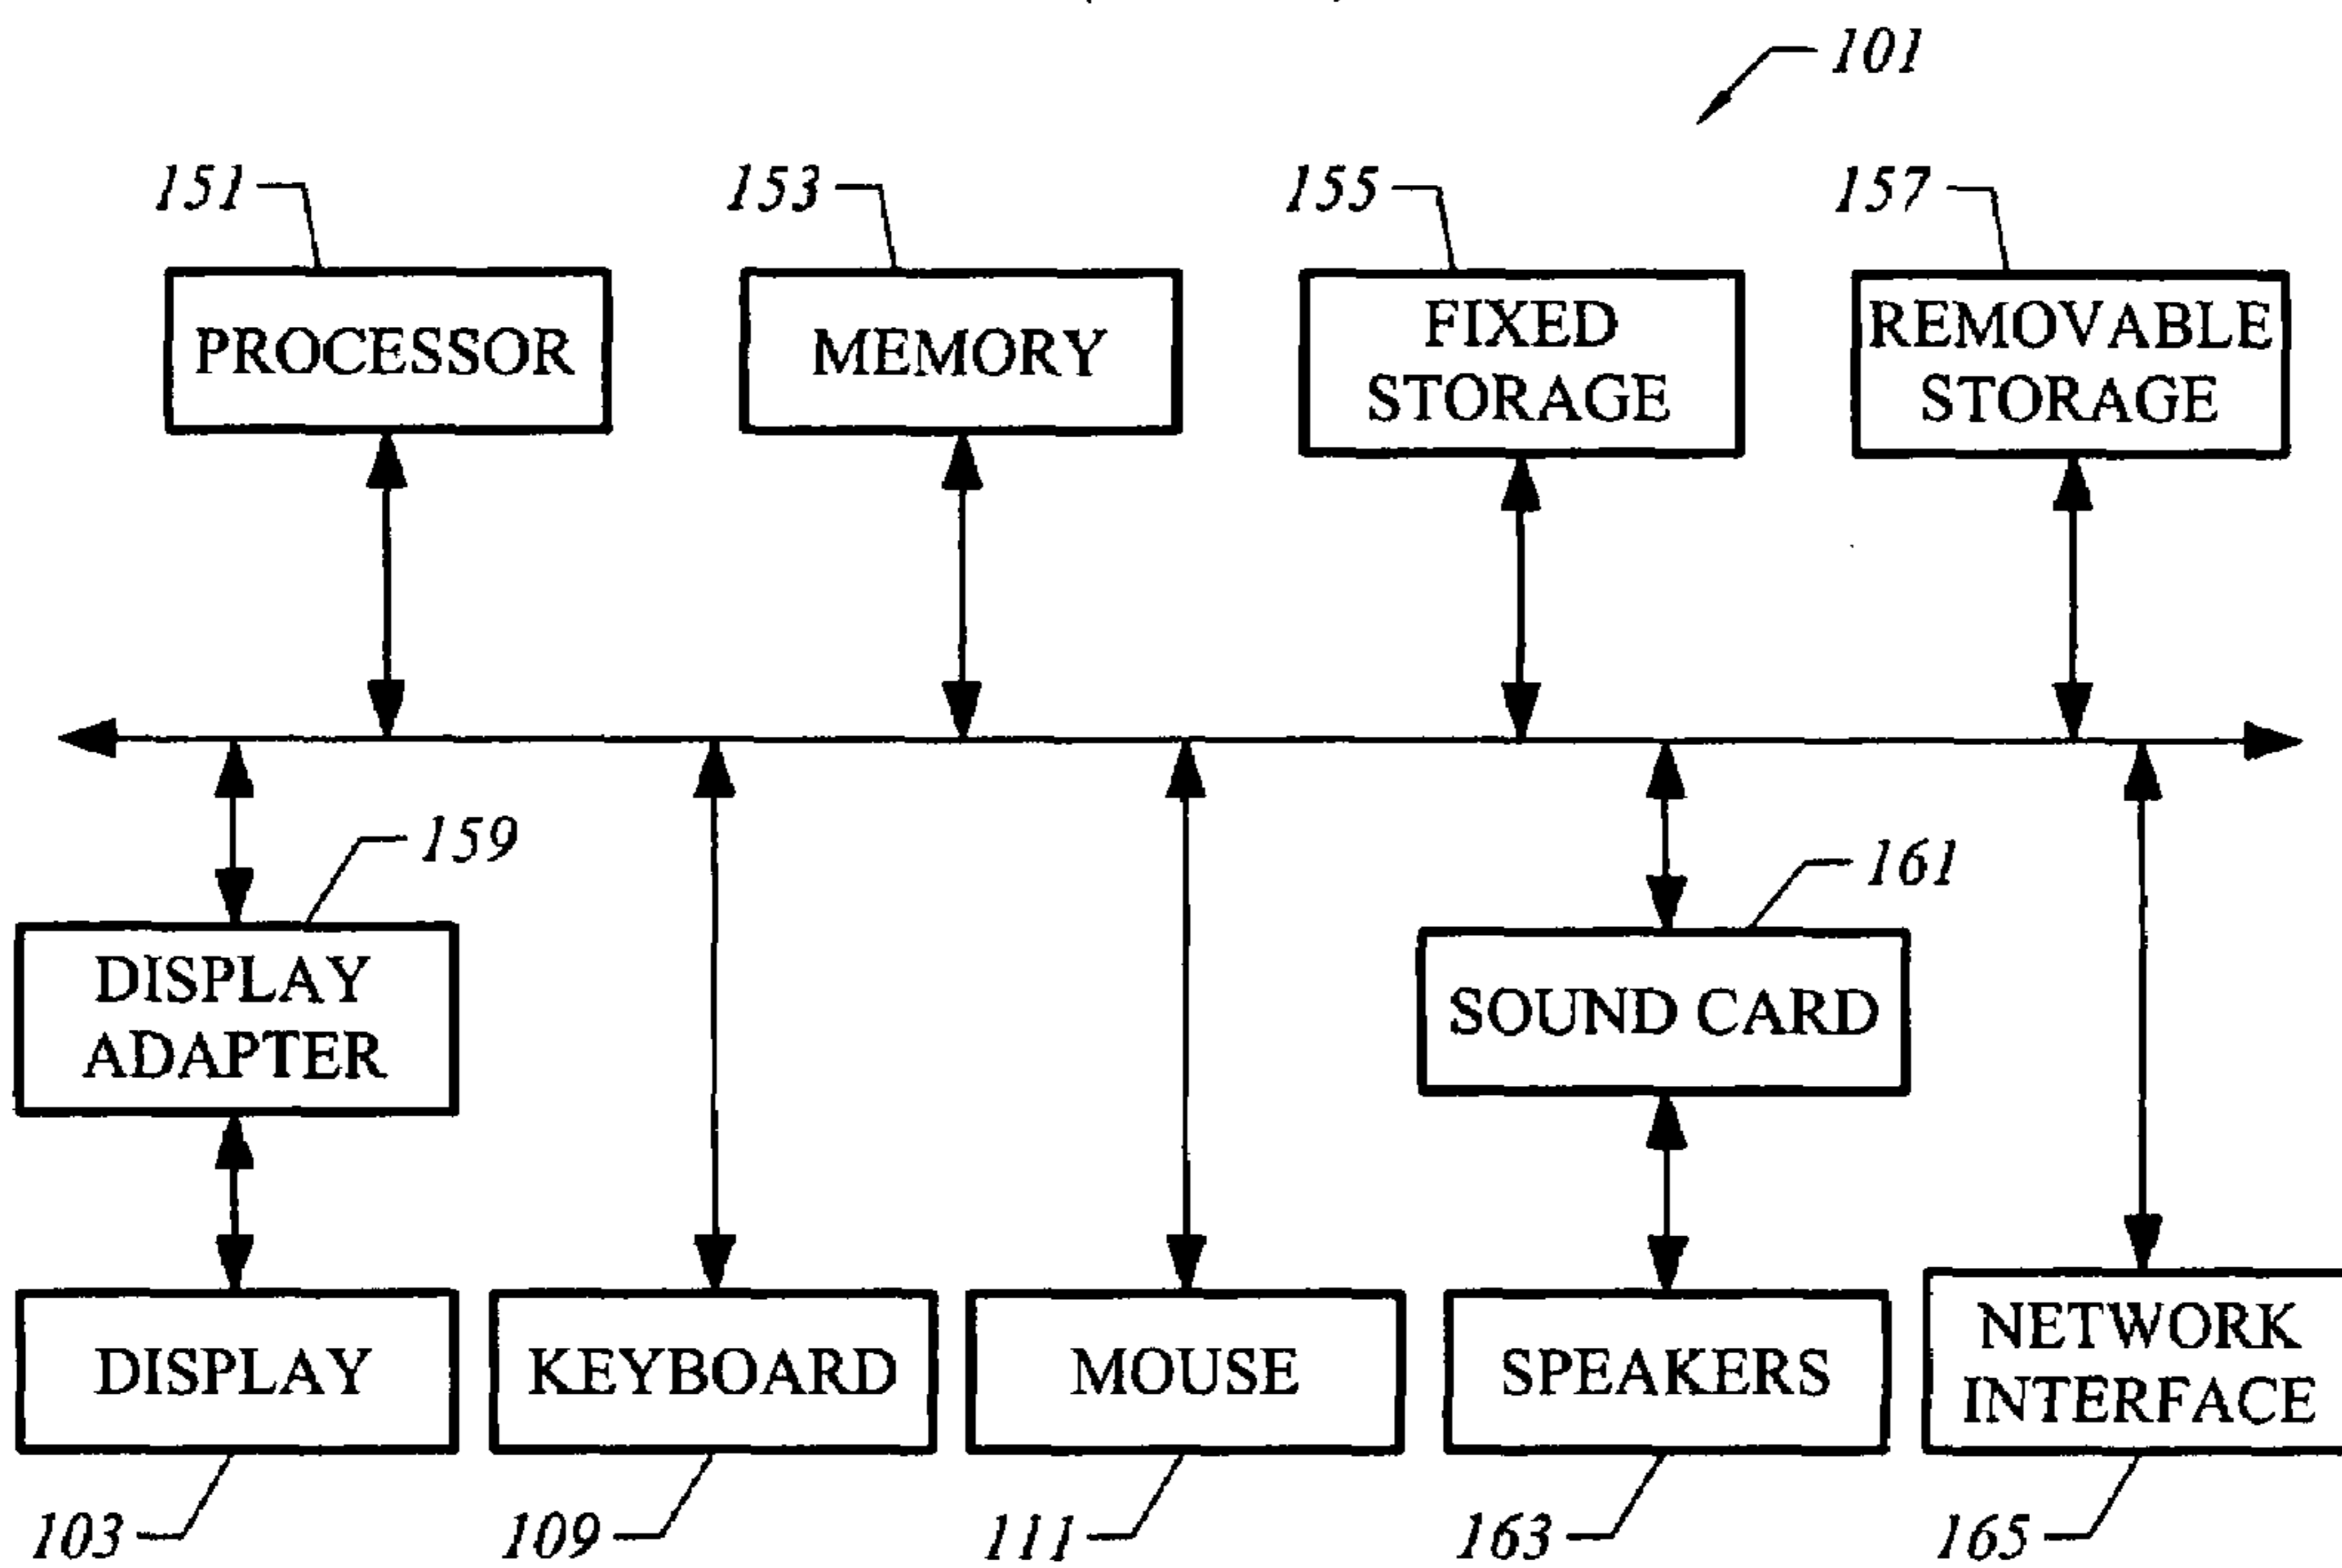 101
151
153
155
157
PROCESSOR
MEMORY
FIXED
STORAGE
REMOVABLE
STORAGE
159
161
DISPLAY
ADAPTER
SOUND CARD
DISPLAY
KEYBOARD
MOUSE
SPEAKERS
NETWORK
INTERFACE
103
109
111
163
165